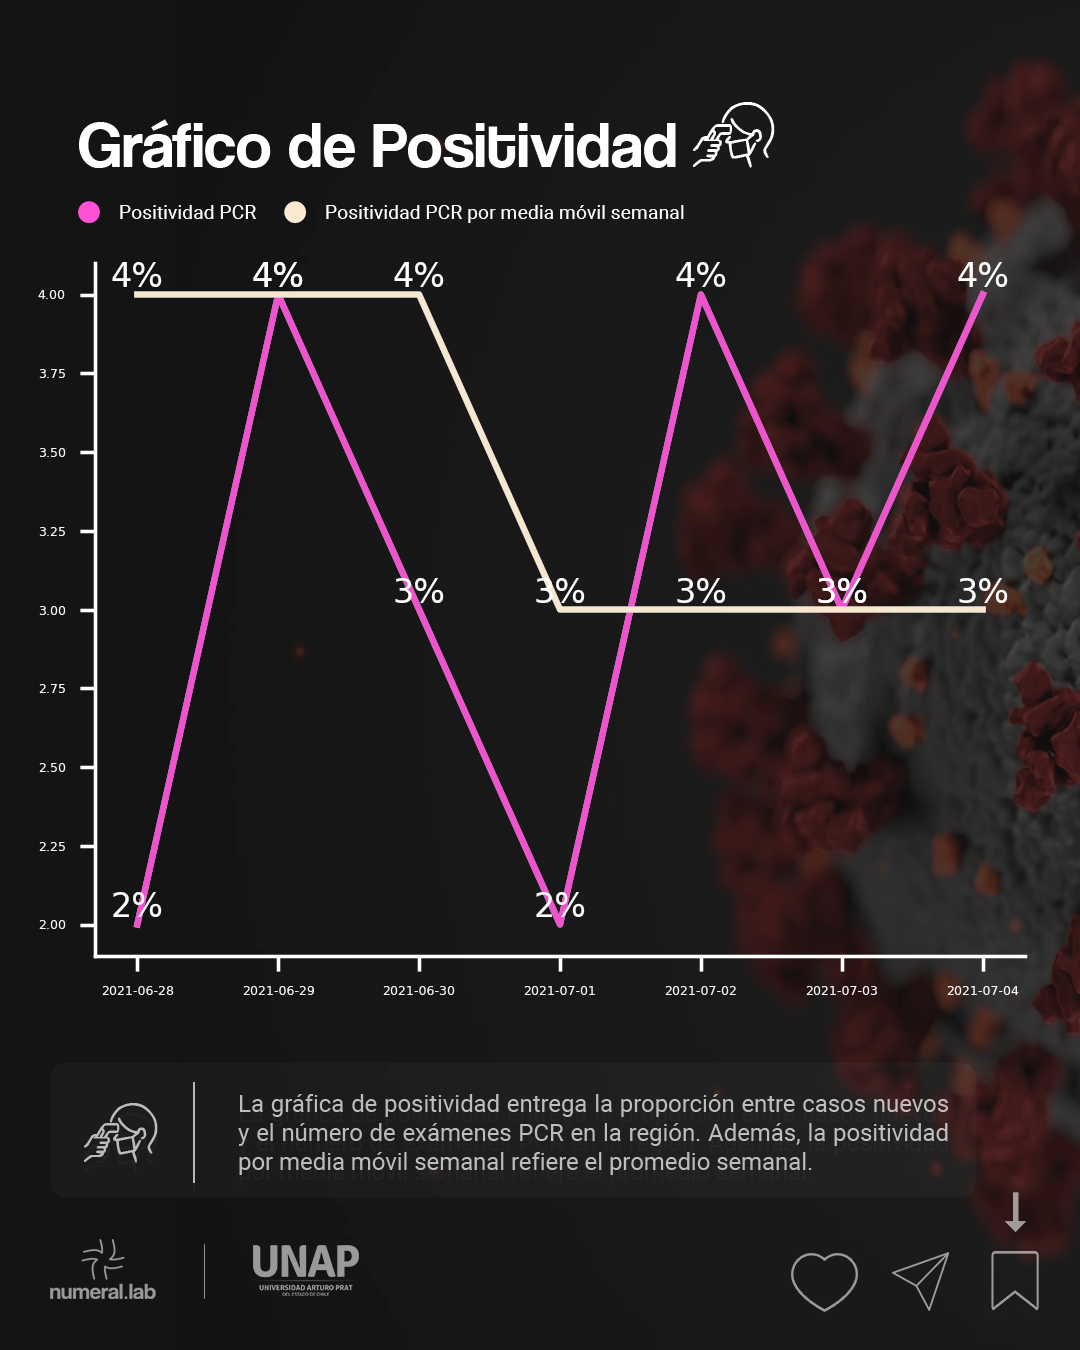 Gráfico de Positividad
Positividad PCR Positividad PCR por media móvil semanal
4% 4% 4% 4% 4%
4.00
3.75
3.50
3.25
3% 3% 3% 3% 3%
3.00
2.75
2.50
2.25
2% 2%
2.00
2021-06-28 2021-06-29 2021-06-30 2021-07-01 2021-07-02 2021-07-03 2021-07-04
La gráfica de positividad entrega la proporción entre casos nuevos
y el número de exámenes PCR en la región. Además, la positividad
por media móvil semanal refiere el promedio semanal.
numeral.lab
UNAP
UNIVERSIDAD ARTURO PRAT
DEL ESTADO DE CHILE